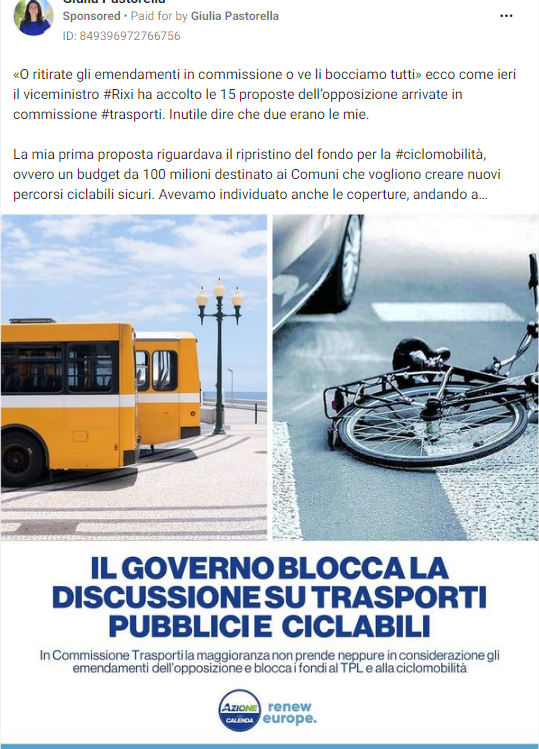 Giulia Pastorella
Sponsored • Paid for by Giulia Pastorella
ID: 849396972766756
«O ritirate gli emendamenti in commissione o ve li bocciamo tutti» ecco come ieri
il viceministro #Rixi ha accolto le 15 proposte dell'opposizione arrivate in
commissione #trasporti. Inutile dire che due erano le mie.
La mia prima proposta riguardava il ripristino del fondo per la #ciclomobilità,
ovvero un budget da 100 milioni destinato ai Comuni che vogliono creare nuovi
percorsi ciclabili sicuri. Avevamo individuato anche le coperture, andando a...
IL GOVERNO BLOCCA LA
DISCUSSIONE SU TRASPORTI
PUBBLICI E CICLABILI
In Commissione Trasporti la maggioranza non prende neppure in considerazione gli
emendamenti dell'opposizione e blocca i fondi al TPL e alla ciclomobilità
AZIONE
CALENDA
renew
europe.